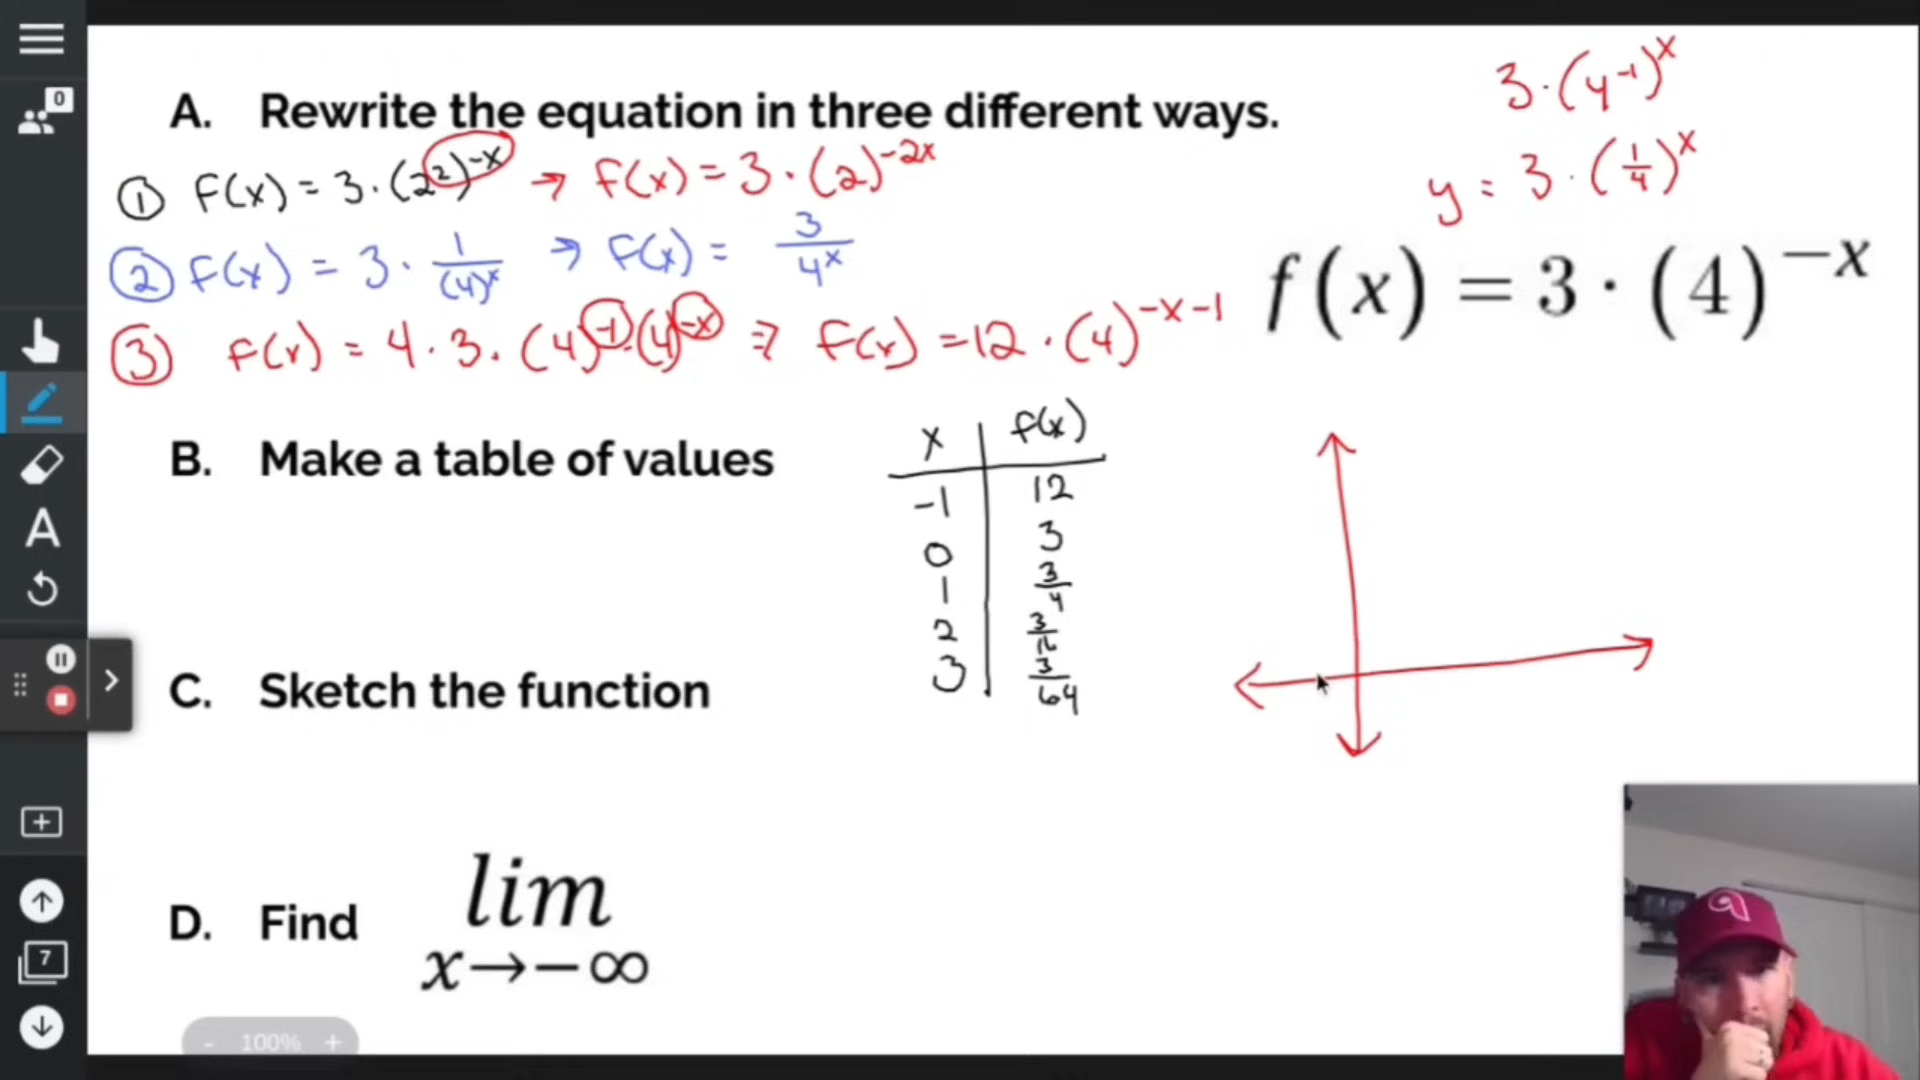 0
3·(4⁻¹)ˣ
A. Rewrite the equation in three different ways.
① f(x) = 3·(2²)⁻ˣ → f(x) = 3·(2)⁻²ˣ
y = 3·(1/4)ˣ
② f(x) = 3·1/(4)ˣ → f(x) = 3/4ˣ
f(x) = 3·(4)⁻ˣ
③ f(x) = 4·3·(4)⁻¹·(4)⁻ˣ ⇒ f(x) = 12·(4)⁻ˣ⁻¹
B. Make a table of values
x f(x)
-1 12
0 3
1 3/4
2 3/16
3 3/64
C. Sketch the function
D. Find lim
x→−∞
A
7
- 100% +